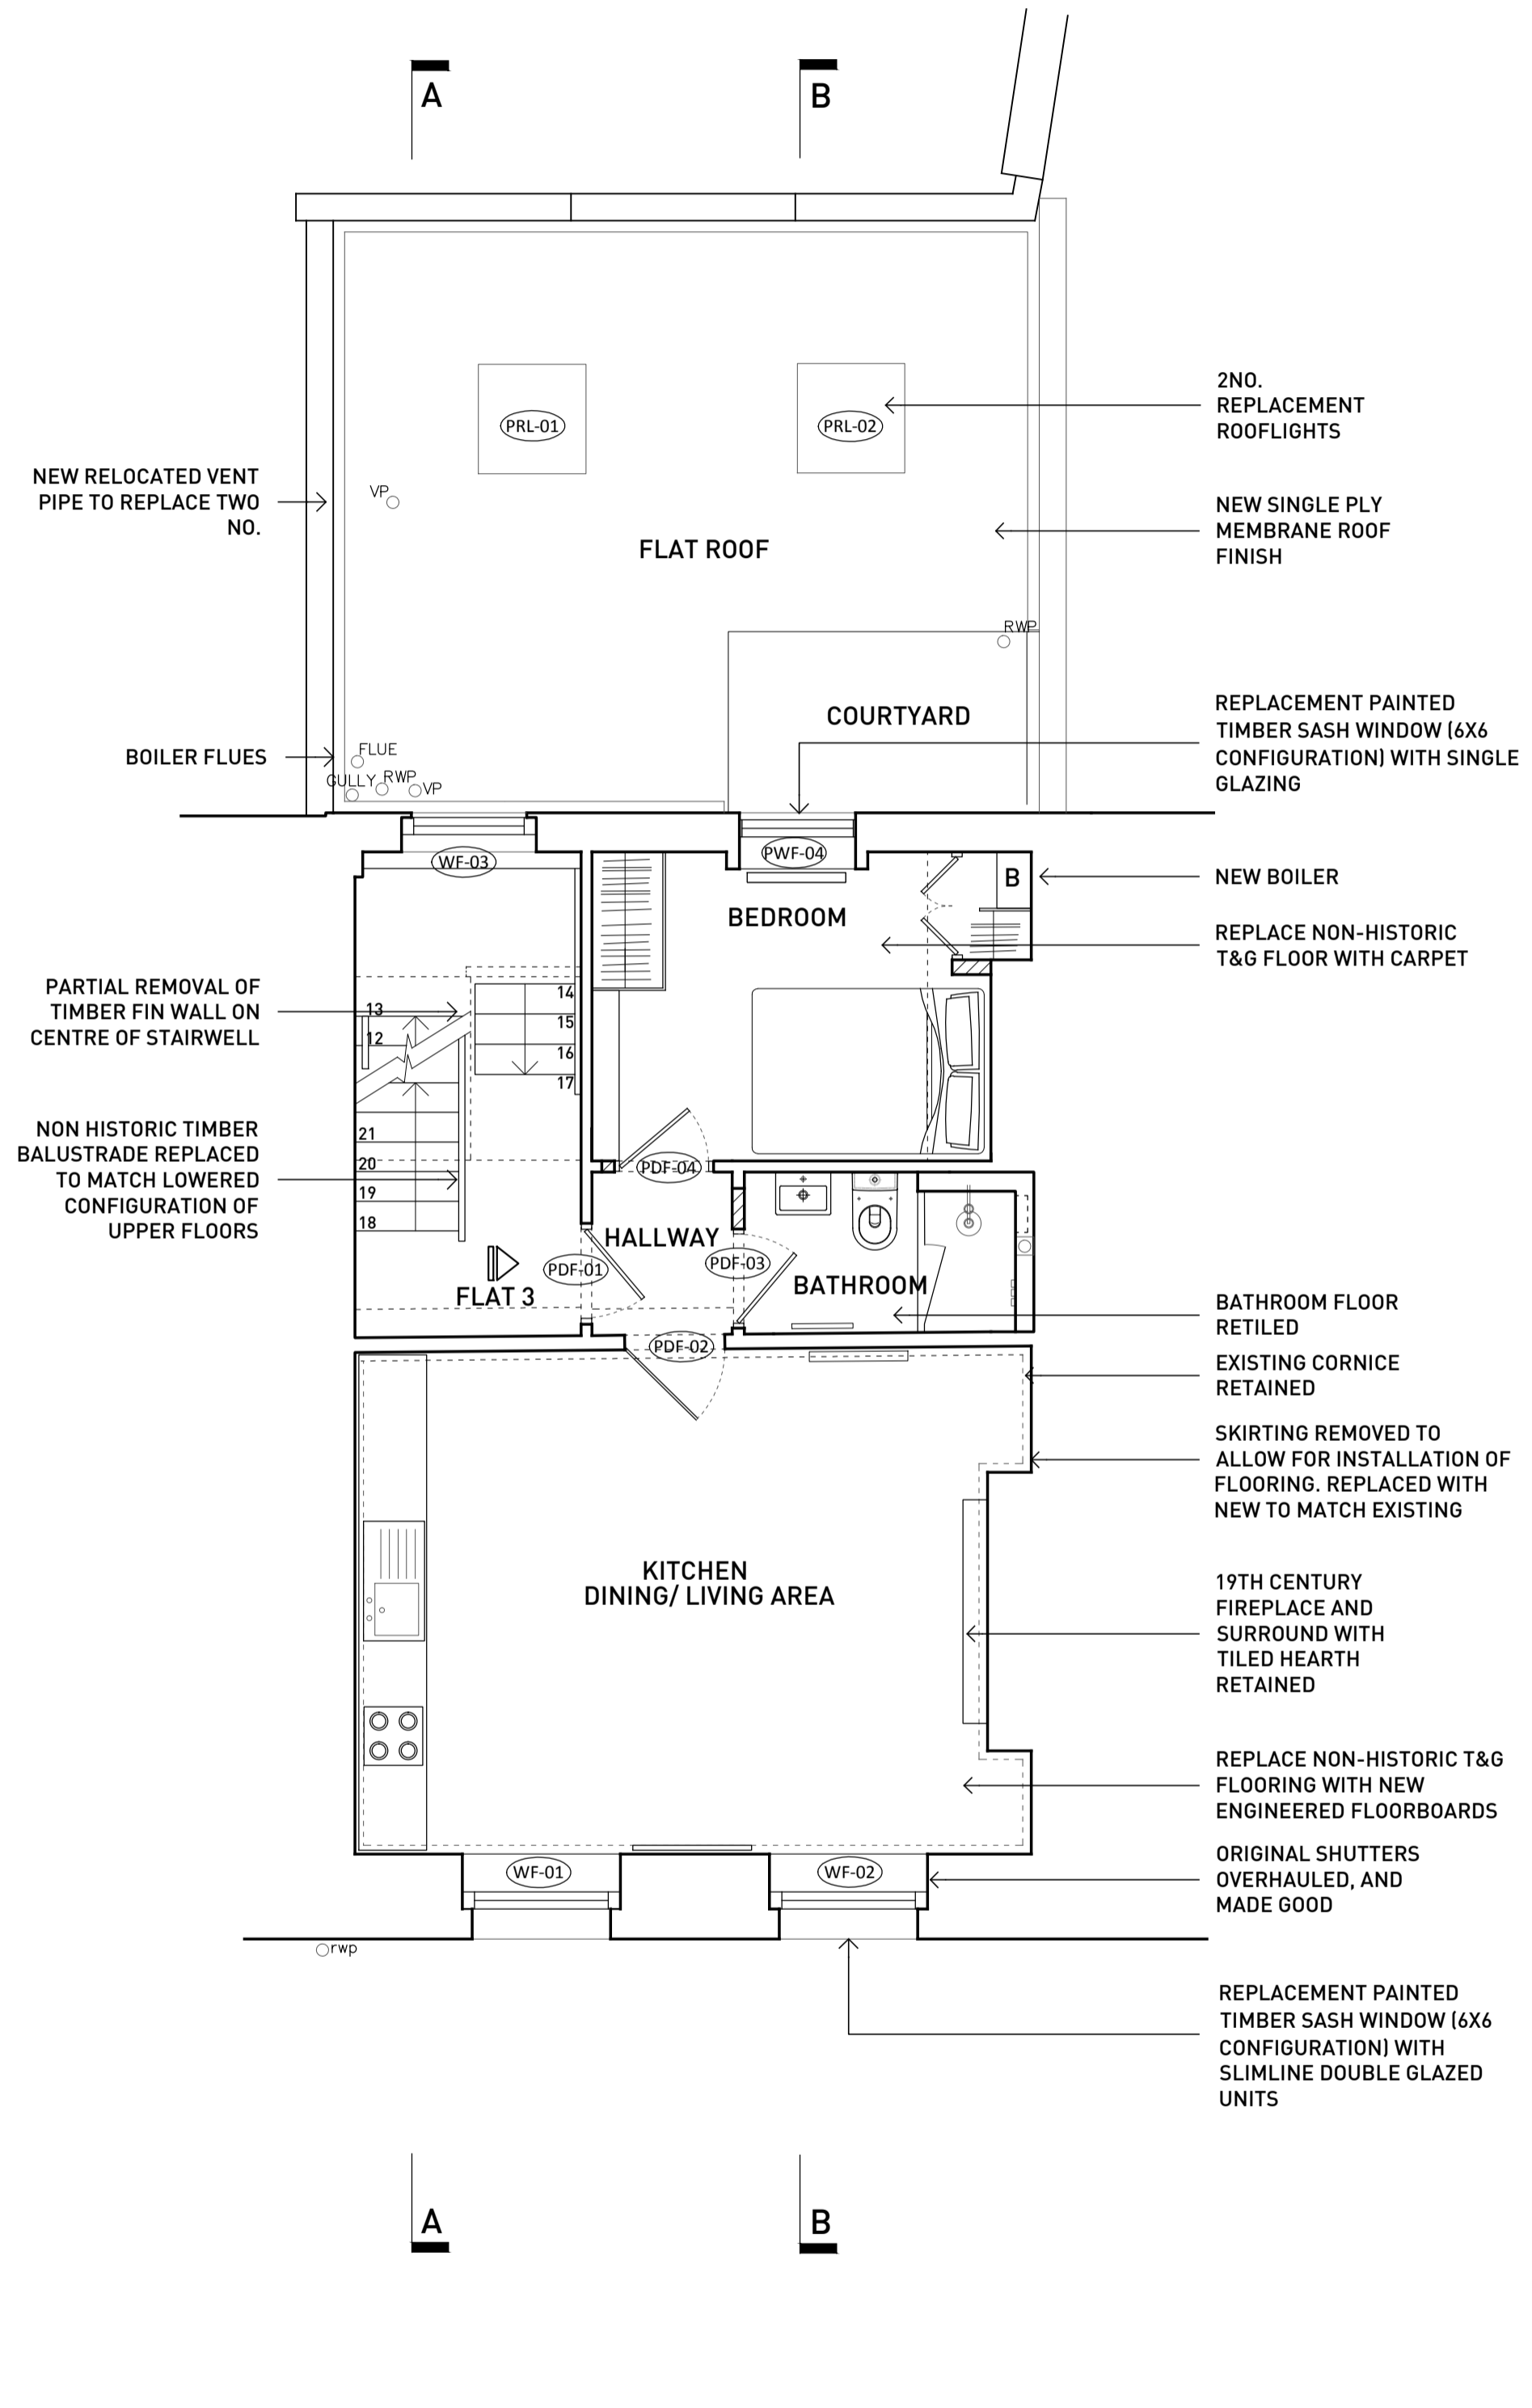 A
B
2NO.
REPLACEMENT
ROOFLIGHTS
PRL-01
PRL-02
NEW RELOCATED VENT
PIPE TO REPLACE TWO
NO.
VP
NEW SINGLE PLY
MEMBRANE ROOF
FINISH
FLAT ROOF
RWP
COURTYARD
REPLACEMENT PAINTED
TIMBER SASH WINDOW (6X6
CONFIGURATION) WITH SINGLE
GLAZING
BOILER FLUES
FLUE
GULLY
RWP
VP
WF-03
PWF-04
B
NEW BOILER
BEDROOM
REPLACE NON-HISTORIC
T&G FLOOR WITH CARPET
PARTIAL REMOVAL OF
TIMBER FIN WALL ON
CENTRE OF STAIRWELL
14
13
15
12
16
17
NON HISTORIC TIMBER
BALUSTRADE REPLACED
TO MATCH LOWERED
CONFIGURATION OF
UPPER FLOORS
21
20
19
18
PDF-04
HALLWAY
PDF-01
PDF-03
FLAT 3
BATHROOM
BATHROOM FLOOR
RETILED
PDF-02
EXISTING CORNICE
RETAINED
SKIRTING REMOVED TO
ALLOW FOR INSTALLATION OF
FLOORING. REPLACED WITH
NEW TO MATCH EXISTING
KITCHEN
DINING/ LIVING AREA
19TH CENTURY
FIREPLACE AND
SURROUND WITH
TILED HEARTH
RETAINED
REPLACE NON-HISTORIC T&G
FLOORING WITH NEW
ENGINEERED FLOORBOARDS
WF-01
WF-02
ORIGINAL SHUTTERS
OVERHAULED, AND
MADE GOOD
rwp
REPLACEMENT PAINTED
TIMBER SASH WINDOW (6X6
CONFIGURATION) WITH
SLIMLINE DOUBLE GLAZED
UNITS
A
B